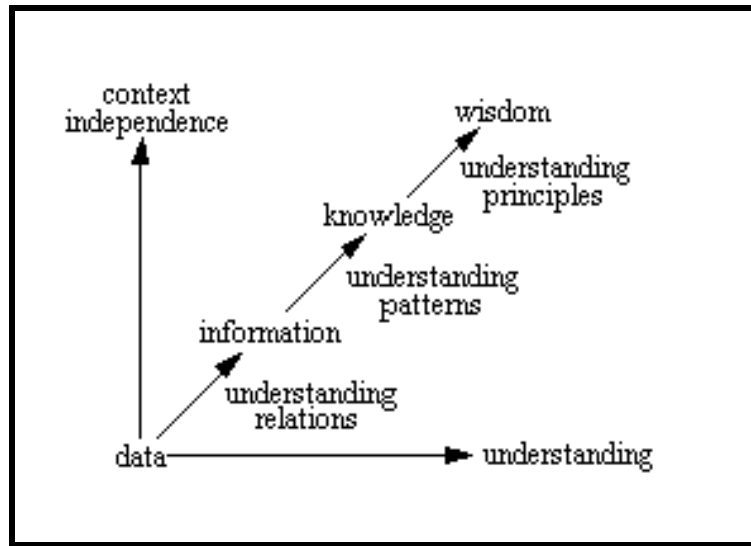 context
independence
wisdom
understanding
principles
knowledge
understanding
patterns
information
understanding
relations
data
understanding